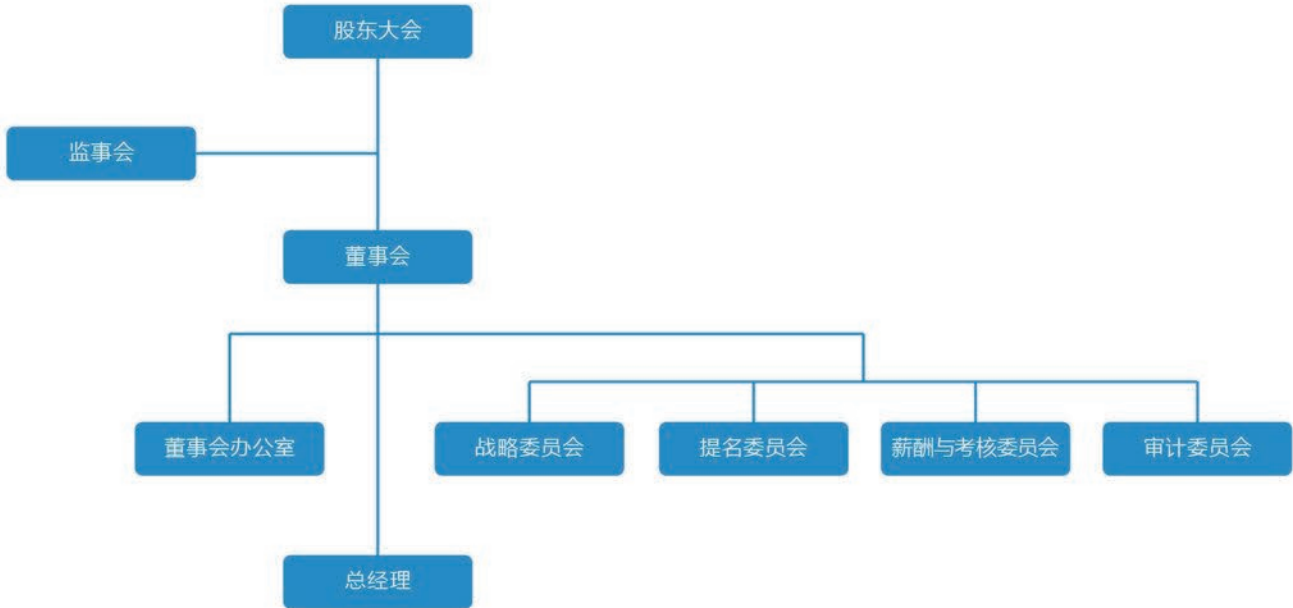 股东大会
监事会
董事会
董事会办公室
战略委员会
提名委员会
薪酬与考核委员会
审计委员会
总经理